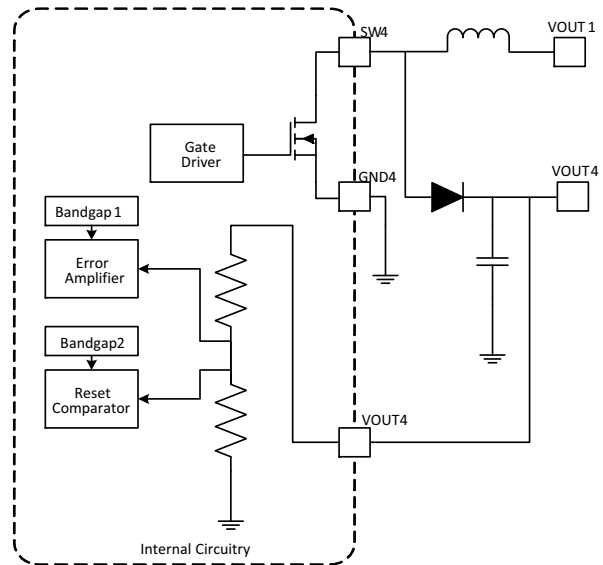 SW4
VOUT 1
Gate
Driver
GND4
VOUT4
Bandgap 1
Error
Amplifier
Bandgap2
Reset
Comparator
VOUT4
Internal Circuitry